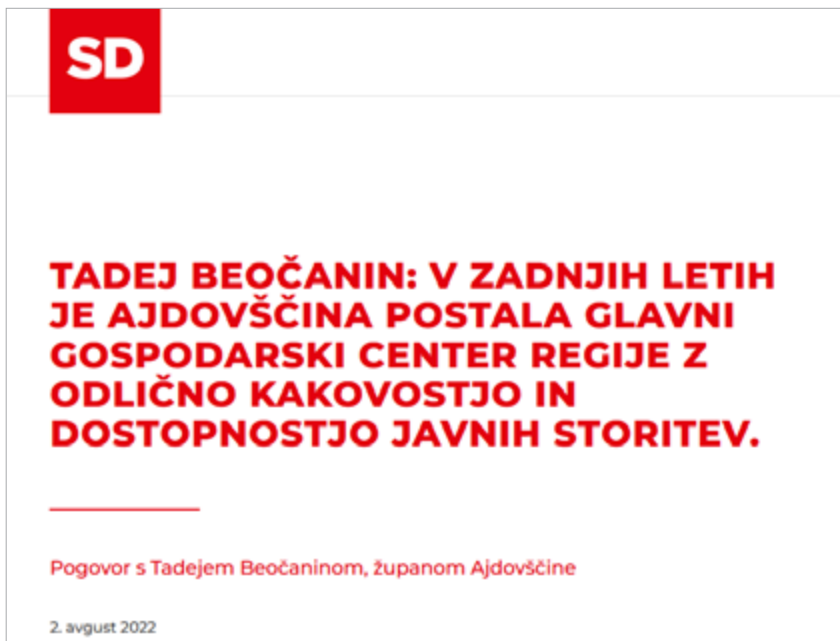 SD
TADEJ BEOČANIN: V ZADNJIH LETIH
JE AJDOVŠČINA POSTALA GLAVNI
GOSPODARSKI CENTER REGIJE Z
ODLIČNO KAKOVOSTJO IN
DOSTOPNOSTJO JAVNIH STORITEV.
Pogovor s Tadejem Beočaninom, županom Ajdovščine
2. avgust 2022